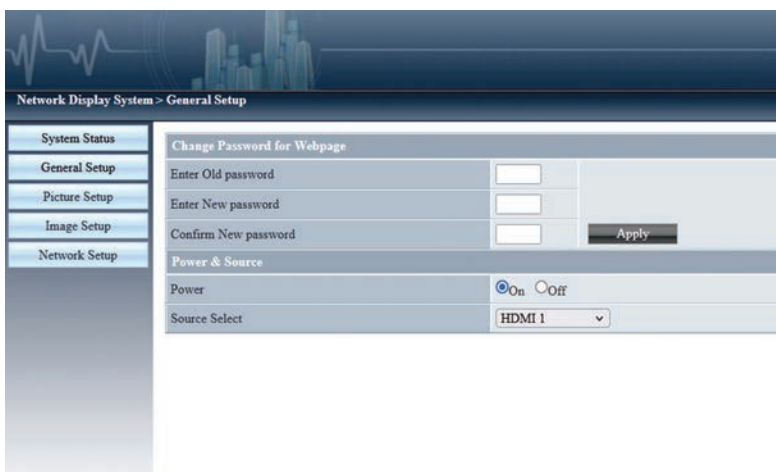 Network Display System > General Setup
System Status
General Setup
Picture Setup
Image Setup
Network Setup
Change Password for Webpage
Enter Old password
Enter New password
Confirm New password
Apply
Power & Source
Power
On Off
Source Select
HDMI 1